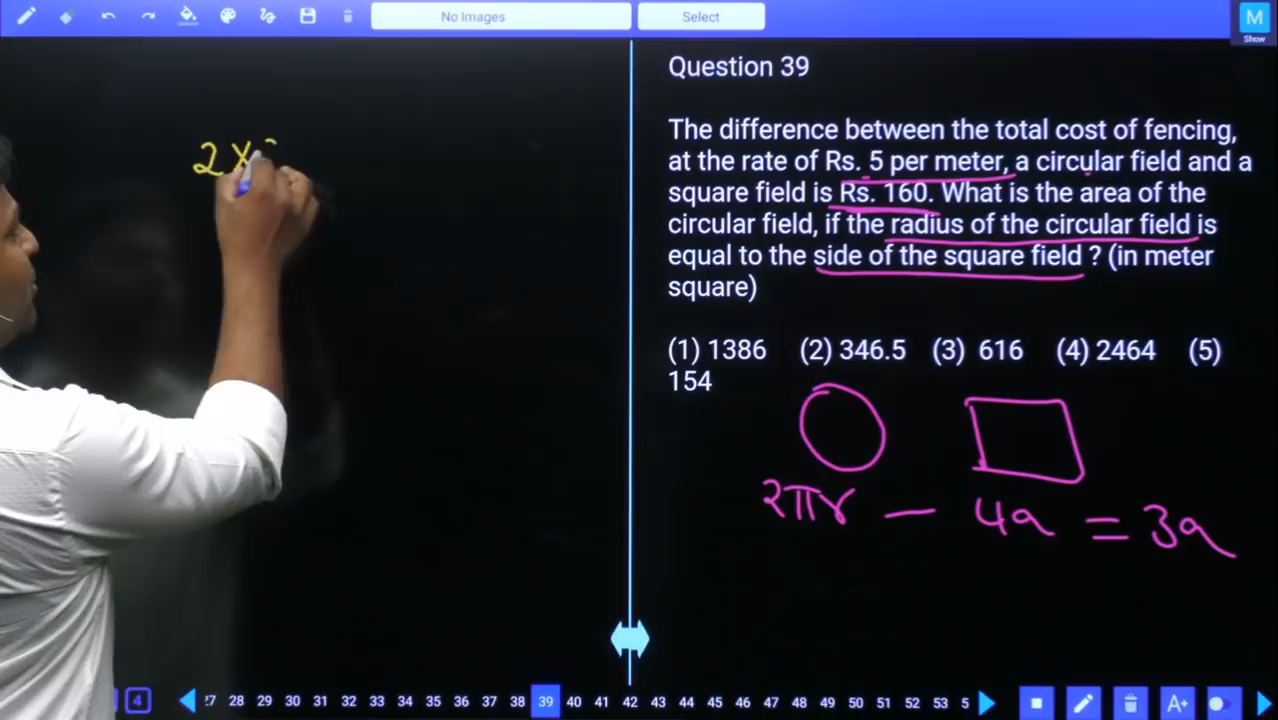 No Images
Select
M
Show
2 X
Question 39
The difference between the total cost of fencing,
at the rate of Rs. 5 per meter, a circular field and a
square field is Rs. 160. What is the area of the
circular field, if the radius of the circular field is
equal to the side of the square field ? (in meter
square)
(1) 1386 (2) 346.5 (3) 616 (4) 2464 (5)
154
2πr — 4a = 3a
4 27 28 29 30 31 32 33 34 35 36 37 38 39 40 41 42 43 44 45 46 47 48 49 50 51 52 53 5
A+